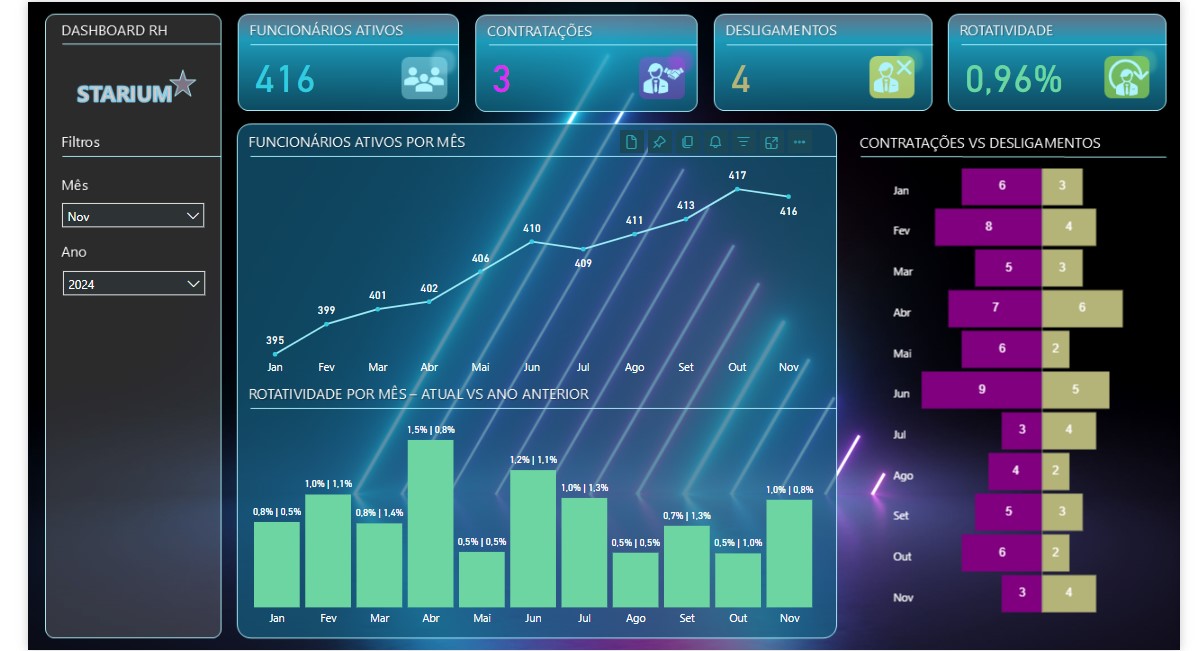 DASHBOARD RH
STARIUM
Filtros
Mês
Nov
Ano
2024
FUNCIONÁRIOS ATIVOS
416
CONTRATAÇÕES
3
DESLIGAMENTOS
4
ROTATIVIDADE
0,96%
FUNCIONÁRIOS ATIVOS POR MÊS
395 399 401 402 406 410 409 411 413 417 416
Jan Fev Mar Abr Mai Jun Jul Ago Set Out Nov
ROTATIVIDADE POR MÊS – ATUAL VS ANO ANTERIOR
0,8% | 0,5% 1,0% | 1,1% 0,8% | 1,4% 1,5% | 0,8% 0,5% | 0,5% 1,2% | 1,1% 1,0% | 1,3% 0,5% | 0,5% 0,7% | 1,3% 0,5% | 1,0% 1,0% | 0,8%
Jan Fev Mar Abr Mai Jun Jul Ago Set Out Nov
CONTRATAÇÕES VS DESLIGAMENTOS
Jan 6 3
Fev 8 4
Mar 5 3
Abr 7 6
Mai 6 2
Jun 9 5
Jul 3 4
Ago 4 2
Set 5 3
Out 6 2
Nov 3 4